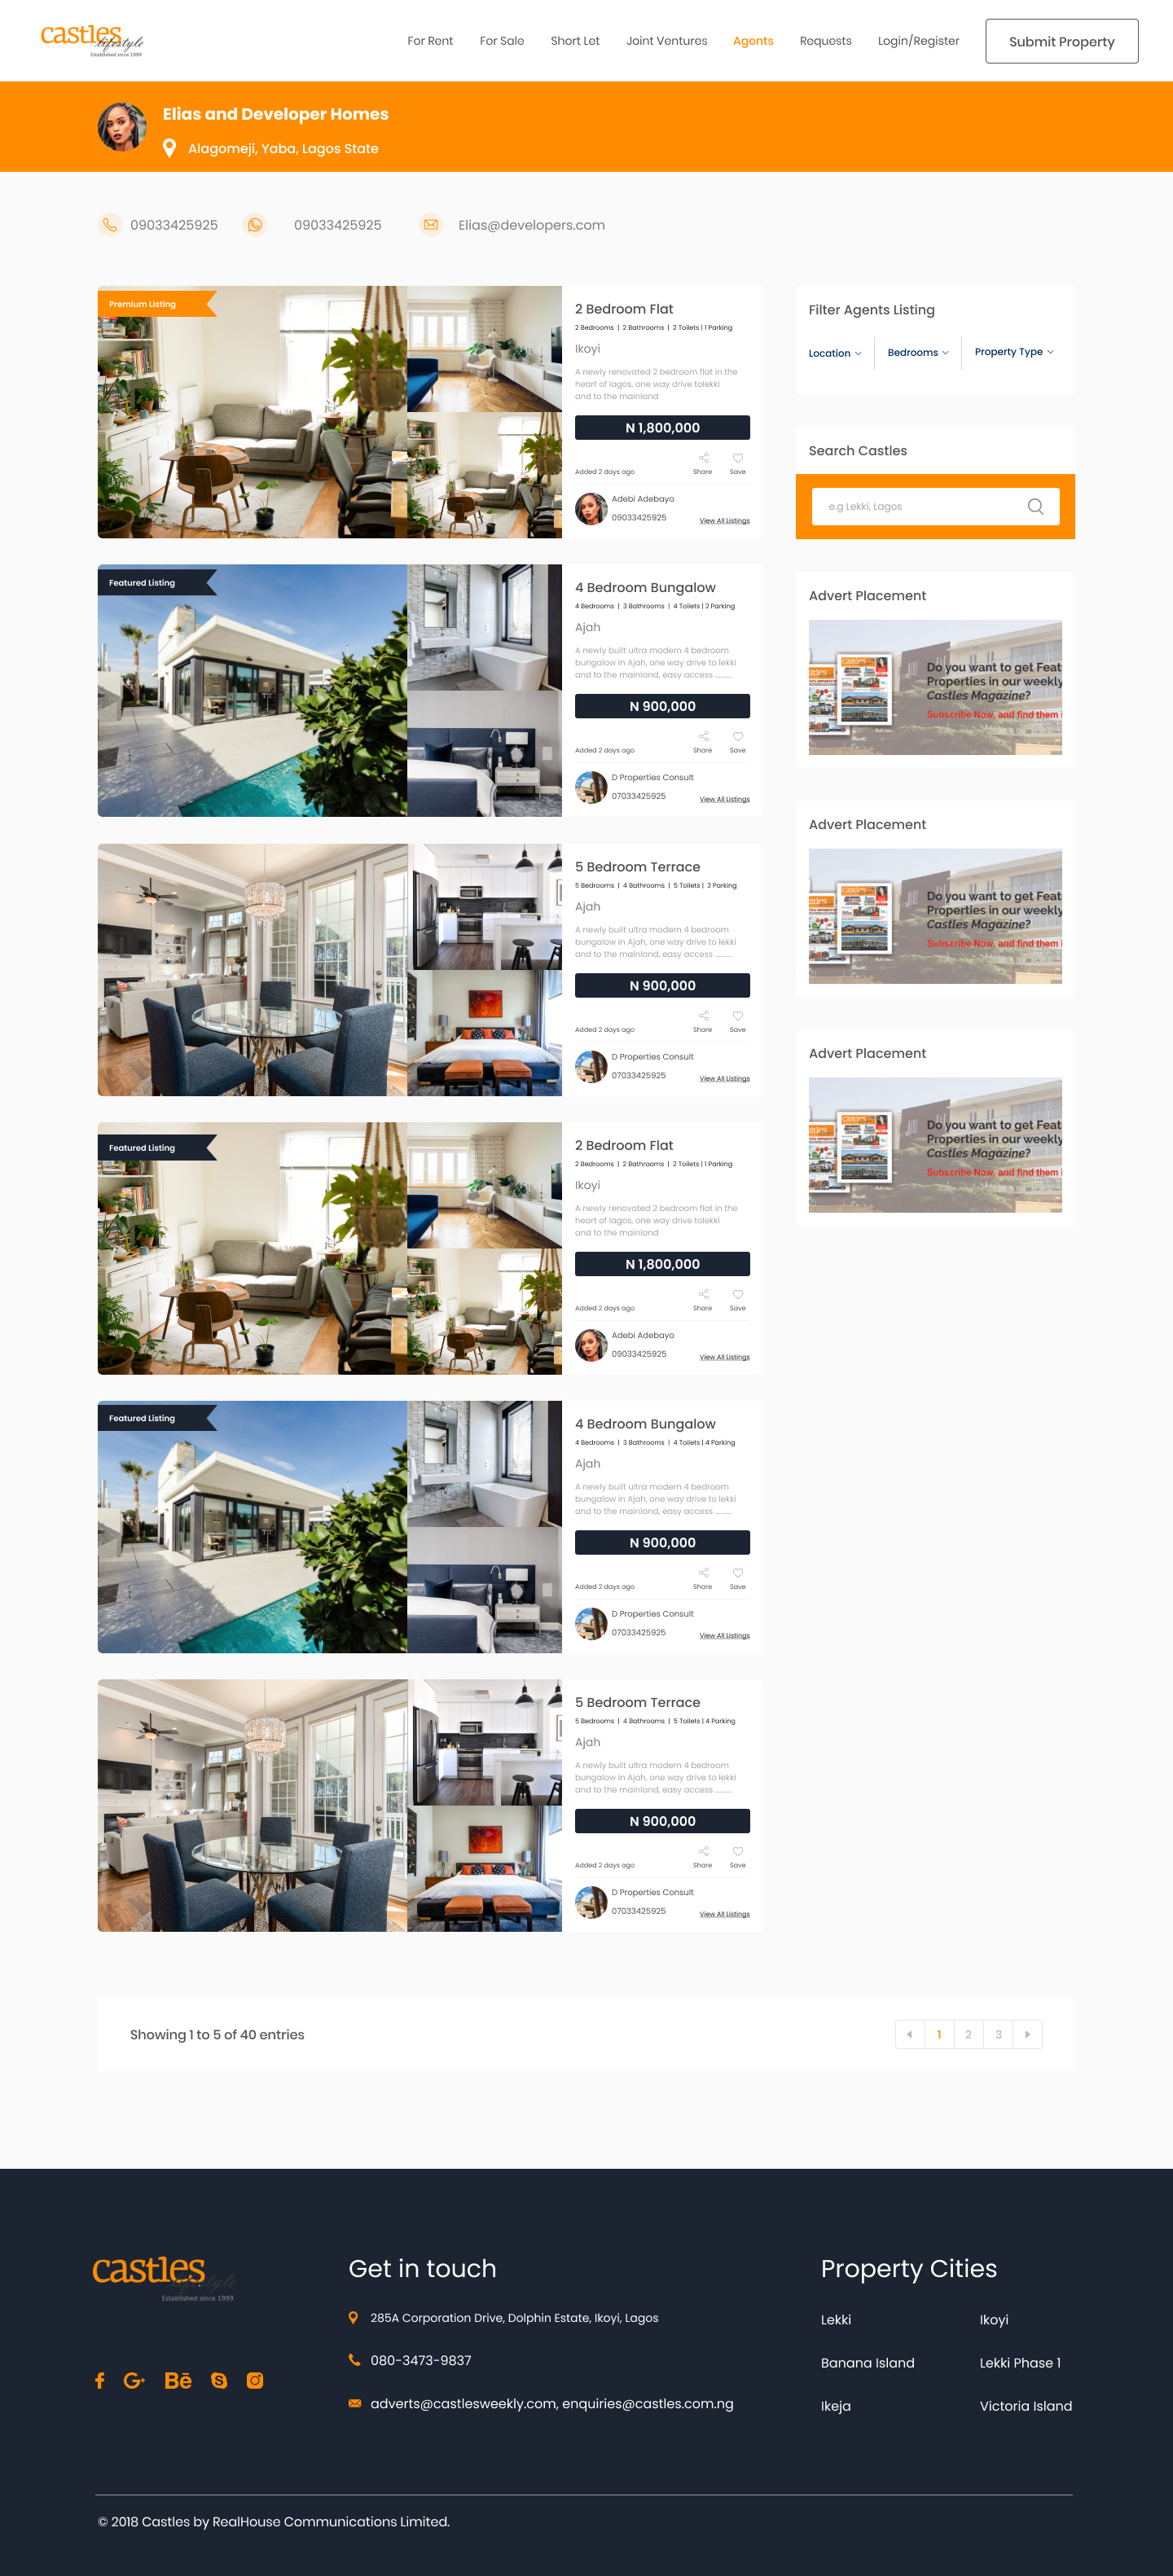 castles
lifestyle
Established since 1999
For Rent
For Sale
Short Let
Joint Ventures
Agents
Requests
Login/Register
Submit Property
Elias and Developer Homes
Alagomeji, Yaba, Lagos State
09033425925
09033425925
Elias@developers.com
Premium Listing
2 Bedroom Flat
2 Bedrooms | 2 Bathrooms | 2 Toilets | 1 Parking
Ikoyi
A newly renovated 2 bedroom flat in the
heart of lagos, one way drive tolekki
and to the mainland
N 1,800,000
Added 2 days ago
Share
Save
Adebi Adebayo
09033425925
View All Listings
Featured Listing
4 Bedroom Bungalow
4 Bedrooms | 3 Bathrooms | 4 Toilets | 2 Parking
Ajah
A newly built ultra modern 4 bedroom
bungalow in Ajah, one way drive to lekki
and to the mainland, easy access ..........
N 900,000
Added 2 days ago
Share
Save
D Properties Consult
07033425925
View All Listings
5 Bedroom Terrace
5 Bedrooms | 4 Bathrooms | 5 Toilets | 2 Parking
Ajah
A newly built ultra modern 4 bedroom
bungalow in Ajah, one way drive to lekki
and to the mainland, easy access ..........
N 900,000
Added 2 days ago
Share
Save
D Properties Consult
07033425925
View All Listings
Featured Listing
2 Bedroom Flat
2 Bedrooms | 2 Bathrooms | 2 Toilets | 1 Parking
Ikoyi
A newly renovated 2 bedroom flat in the
heart of lagos, one way drive tolekki
and to the mainland
N 1,800,000
Added 2 days ago
Share
Save
Adebi Adebayo
09033425925
View All Listings
Featured Listing
4 Bedroom Bungalow
4 Bedrooms | 3 Bathrooms | 4 Toilets | 4 Parking
Ajah
A newly built ultra modern 4 bedroom
bungalow in Ajah, one way drive to lekki
and to the mainland, easy access ..........
N 900,000
Added 2 days ago
Share
Save
D Properties Consult
07033425925
View All Listings
5 Bedroom Terrace
5 Bedrooms | 4 Bathrooms | 5 Toilets | 4 Parking
Ajah
A newly built ultra modern 4 bedroom
bungalow in Ajah, one way drive to lekki
and to the mainland, easy access ..........
N 900,000
Added 2 days ago
Share
Save
D Properties Consult
07033425925
View All Listings
Filter Agents Listing
Location
Bedrooms
Property Type
Search Castles
e.g Lekki, Lagos
Advert Placement
castles
Do you want to get Feat
Properties in our weekly
Castles Magazine?
Subscribe Now, and find them i
Advert Placement
castles
Do you want to get Feat
Properties in our weekly
Castles Magazine?
Subscribe Now, and find them i
Advert Placement
castles
Do you want to get Feat
Properties in our weekly
Castles Magazine?
Subscribe Now, and find them i
Showing 1 to 5 of 40 entries
1
2
3
castles
lifestyle
Established since 1999
Get in touch
285A Corporation Drive, Dolphin Estate, Ikoyi, Lagos
080-3473-9837
adverts@castlesweekly.com, enquiries@castles.com.ng
Property Cities
Lekki
Ikoyi
Banana Island
Lekki Phase 1
Ikeja
Victoria Island
© 2018 Castles by RealHouse Communications Limited.